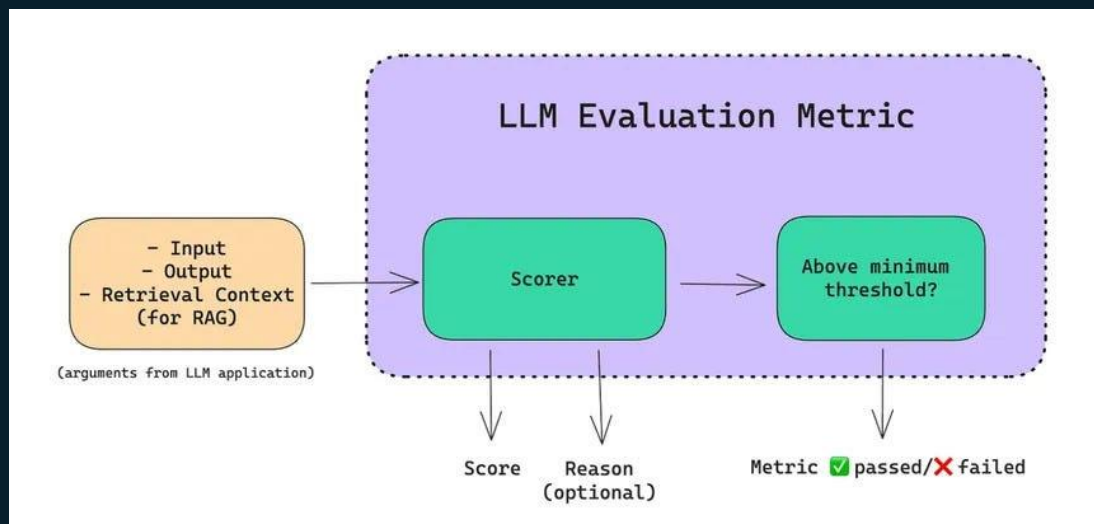 LLM Evaluation Metric
– Input
– Output
– Retrieval Context
(for RAG)
(arguments from LLM application)
Scorer
Above minimum
threshold?
Score
Reason
(optional)
Metric ✅ passed/❌ failed